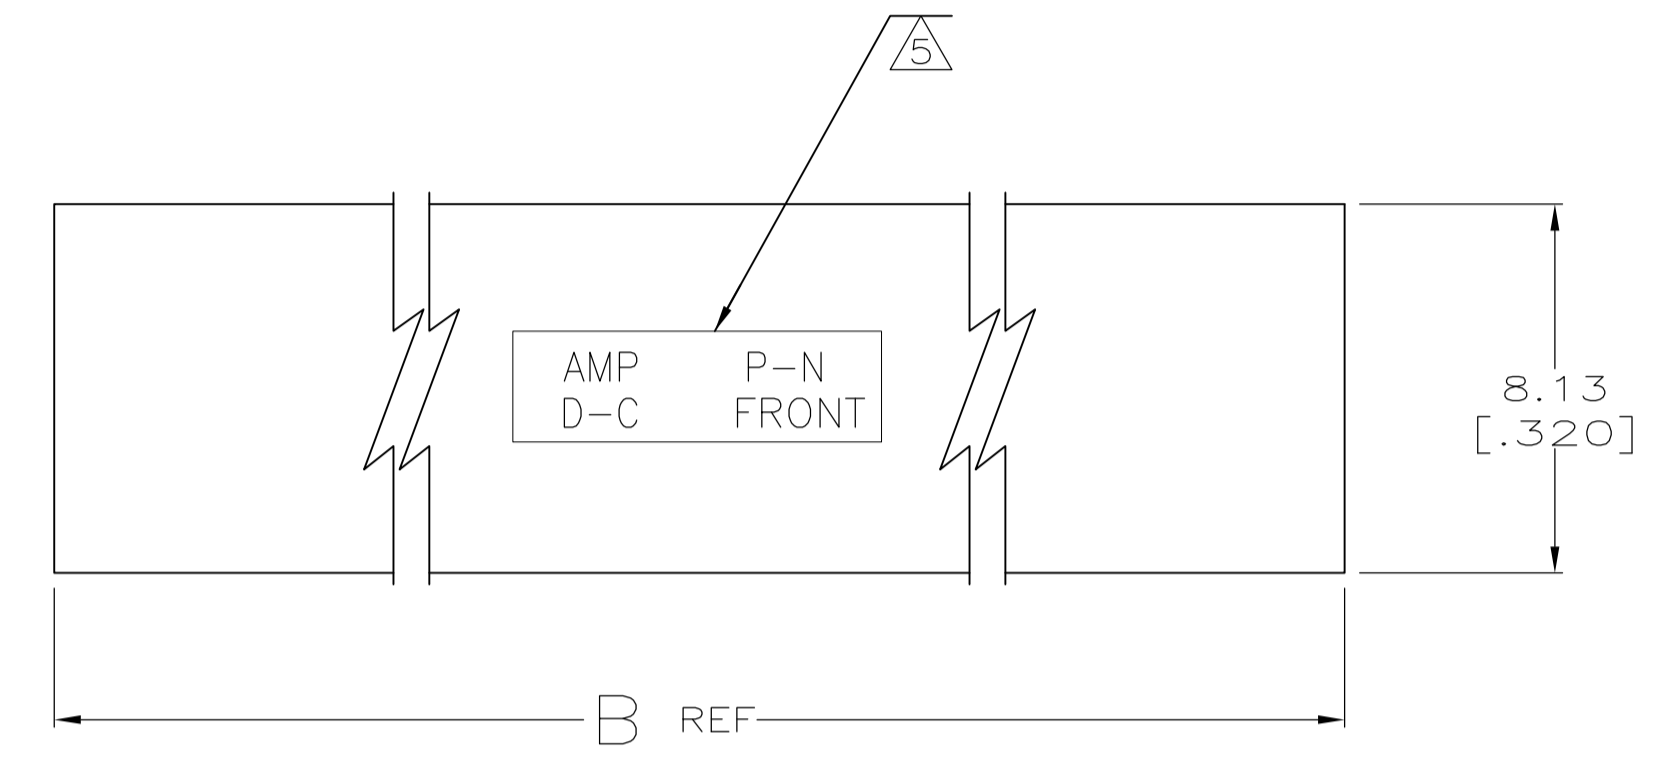 5
AMP P-N
D-C FRONT
8.13
[.320]
B REF